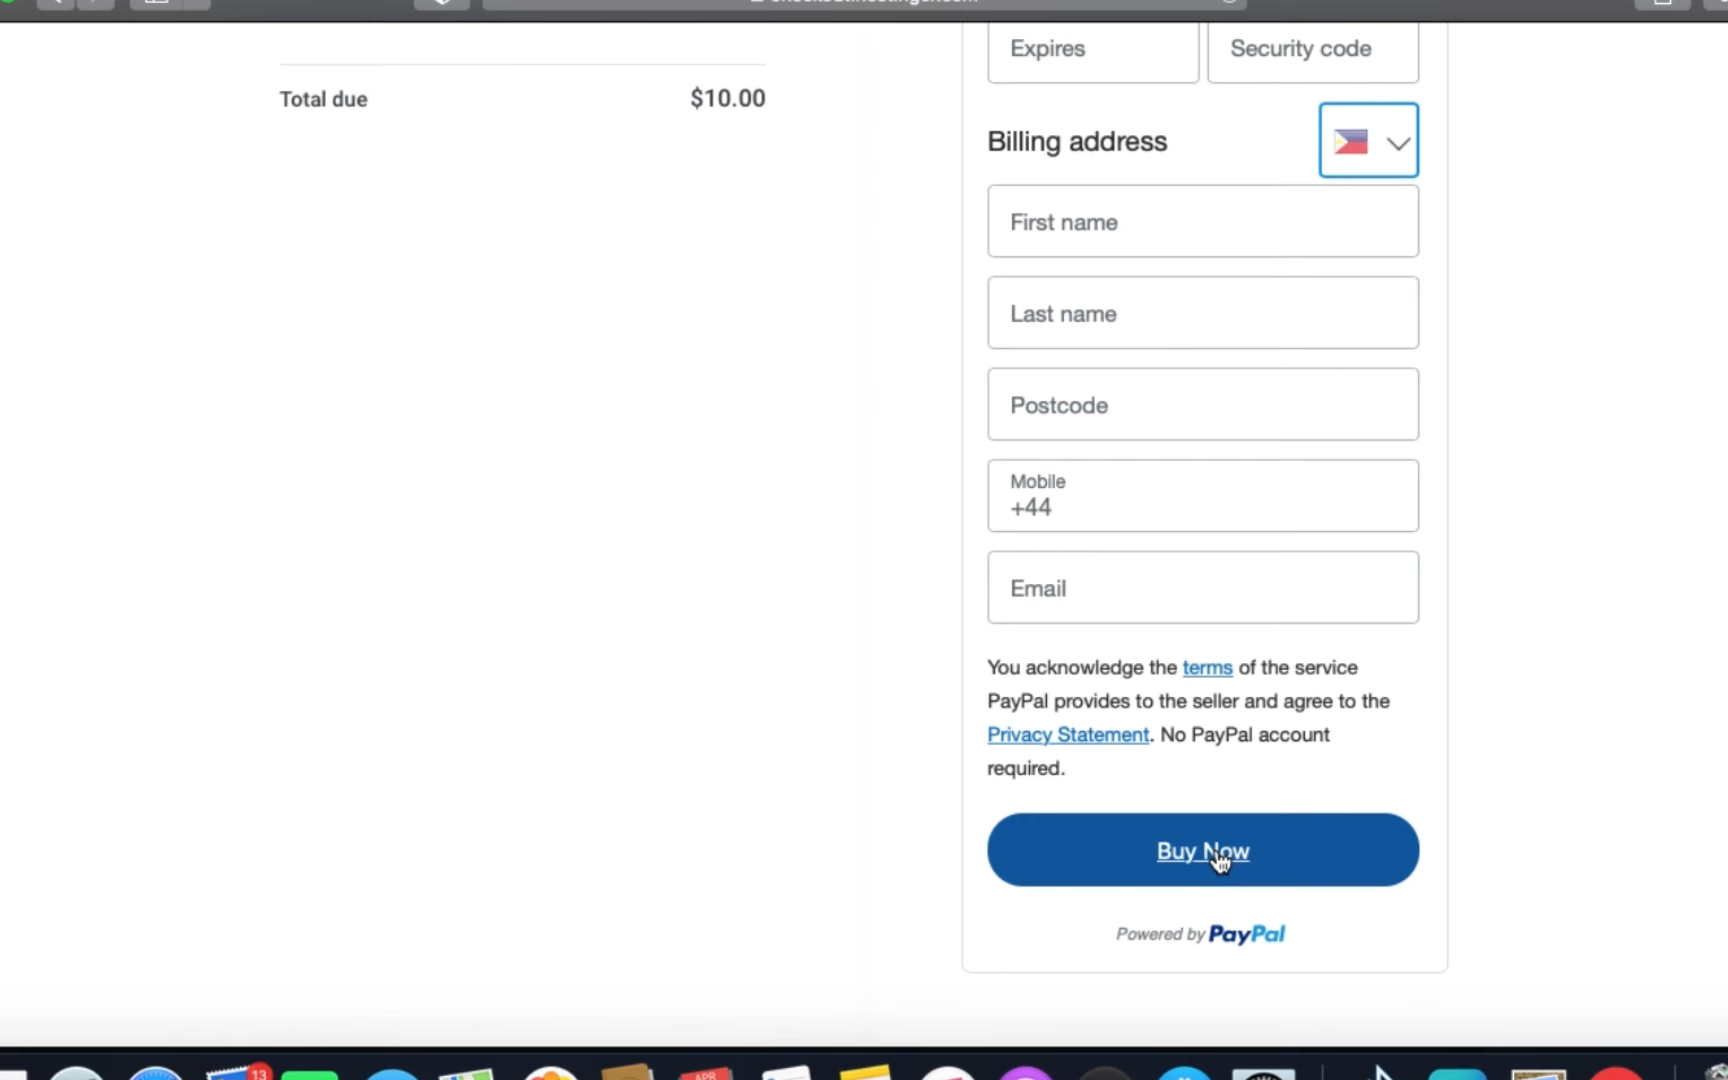 Expires
Security code
Total due
$10.00
Billing address
First name
Last name
Postcode
Mobile
+44
Email
You acknowledge the terms of the service
PayPal provides to the seller and agree to the
Privacy Statement. No PayPal account
required.
Buy Now
Powered by PayPal
13
APR